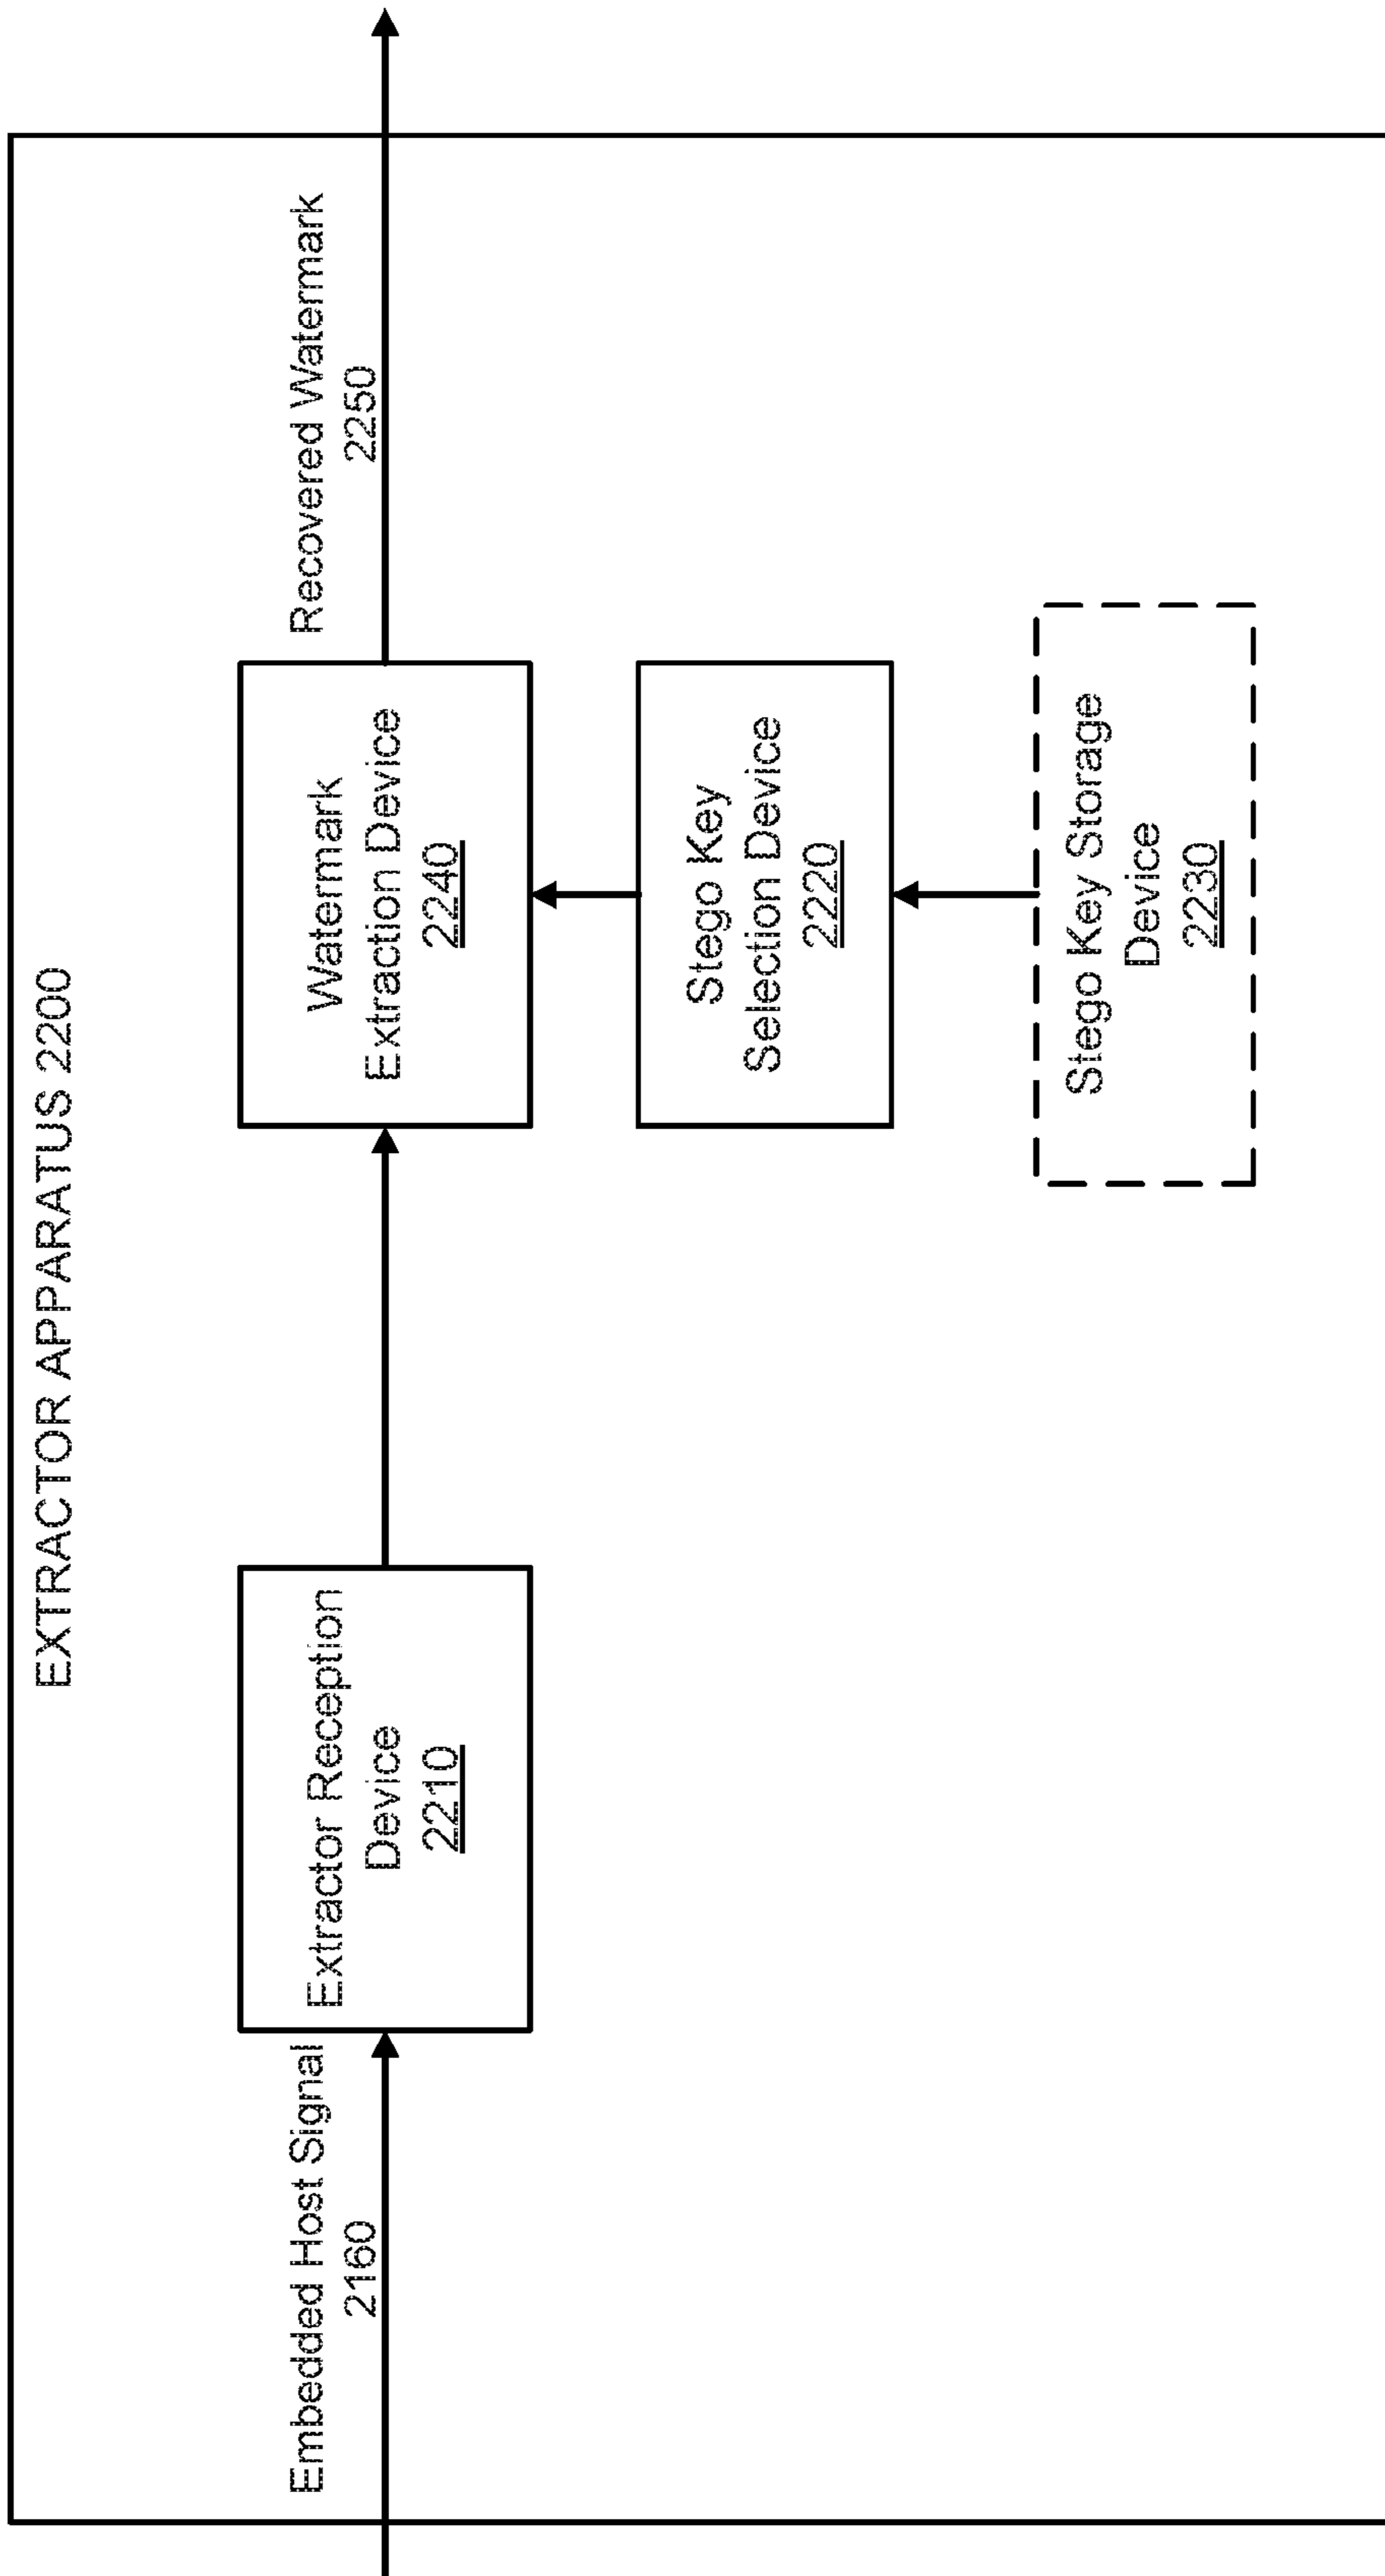 EXTRACTOR APPARATUS 2200
Embedded Host Signal
2160
Extractor Reception
Device
2210
Watermark
Extraction Device
2240
Recovered Watermark
2250
Stego Key
Selection Device
2220
Stego Key Storage
Device
2230